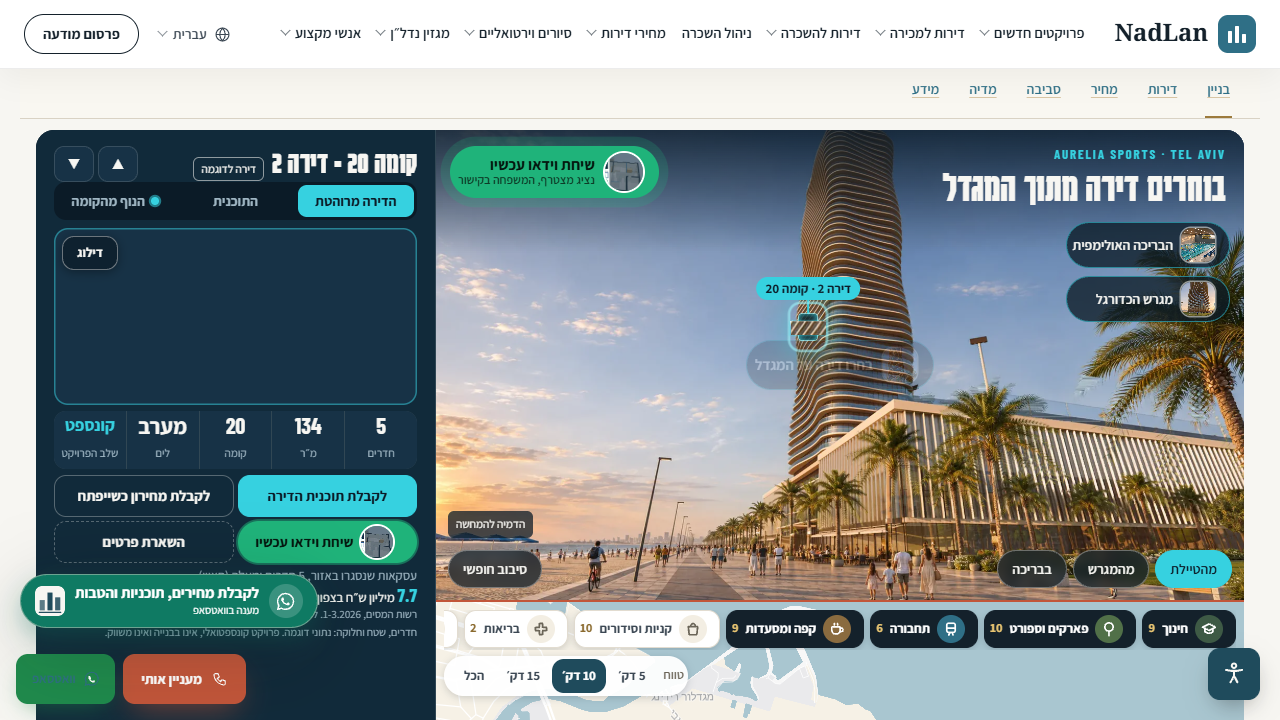 NadLan
פרויקטים חדשים
דירות למכירה
דירות להשכרה
ניהול השכרה
מחירי דירות
סיורים וירטואליים
מגזין נדל״ן
אנשי מקצוע
עברית
פרסום מודעה
בניין
דירות
מחיר
סביבה
מדיה
מידע
AURELIA SPORTS · TEL AVIV
בוחרים דירה מתוך המגדל
הבריכה האולימפית
מגרש הכדורגל
שיחת וידאו עכשיו
נציג מצטרף, המשפחה בקישור
דירה 2 · קומה 20
המגדל
הדמיה להמחשה
סיבוב חופשי
מהטיילת
מהמגרש
בבריכה
קומה 20 - דירה 2
דירה לדוגמה
▲
▼
הדירה מרוהטת
התוכנית
הנוף מהקומה
דילוג
5
חדרים
134
מ״ר
20
קומה
מערב
לים
קונספט
שלב הפרויקט
לקבלת תוכנית הדירה
לקבלת מחירון כשייפתח
שיחת וידאו עכשיו
השארת פרטים
עסקאות שנסגרו באזור, 5
7.7 מיליון ש״ח בצפון
רשות המסים, 1-3.2026.
חדרים, שטח וחלוקה: נתוני דוגמה. פרויקט קונספטואלי, אינו בבנייה ואינו משווק.
לקבלת מחירים, תוכניות והטבות
מענה בוואטסאפ
מעניין אותי
חינוך 9
פארקים וספורט 10
תחבורה 6
קפה ומסעדות 9
קניות וסידורים 10
בריאות 2
טווח
5 דק׳
10 דק׳
15 דק׳
הכל